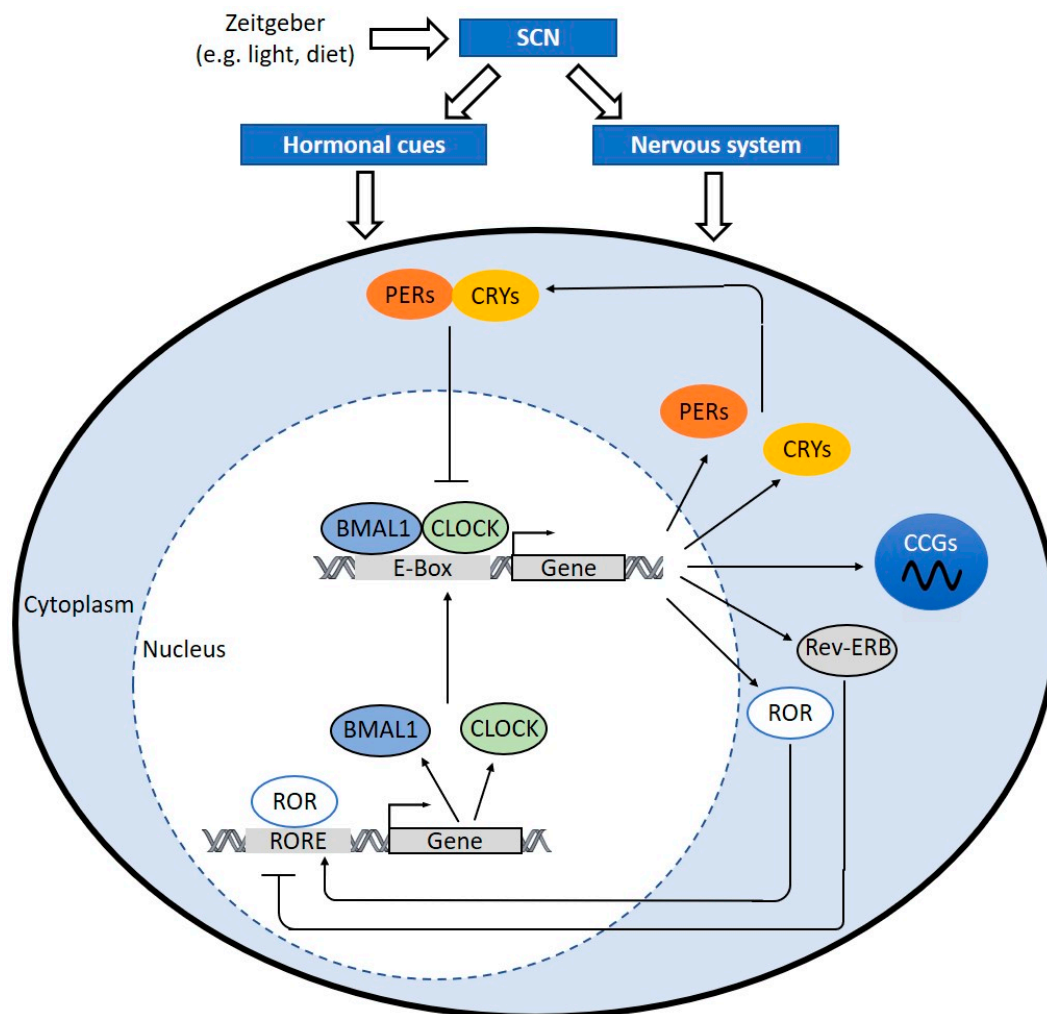 Zeitgeber
(e.g. light, diet)
SCN
Hormonal cues
Nervous system
PERs
CRYs
PERs
CRYs
BMAL1
CLOCK
E-Box
Gene
CCGs
Cytoplasm
Nucleus
Rev-ERB
ROR
BMAL1
CLOCK
ROR
RORE
Gene